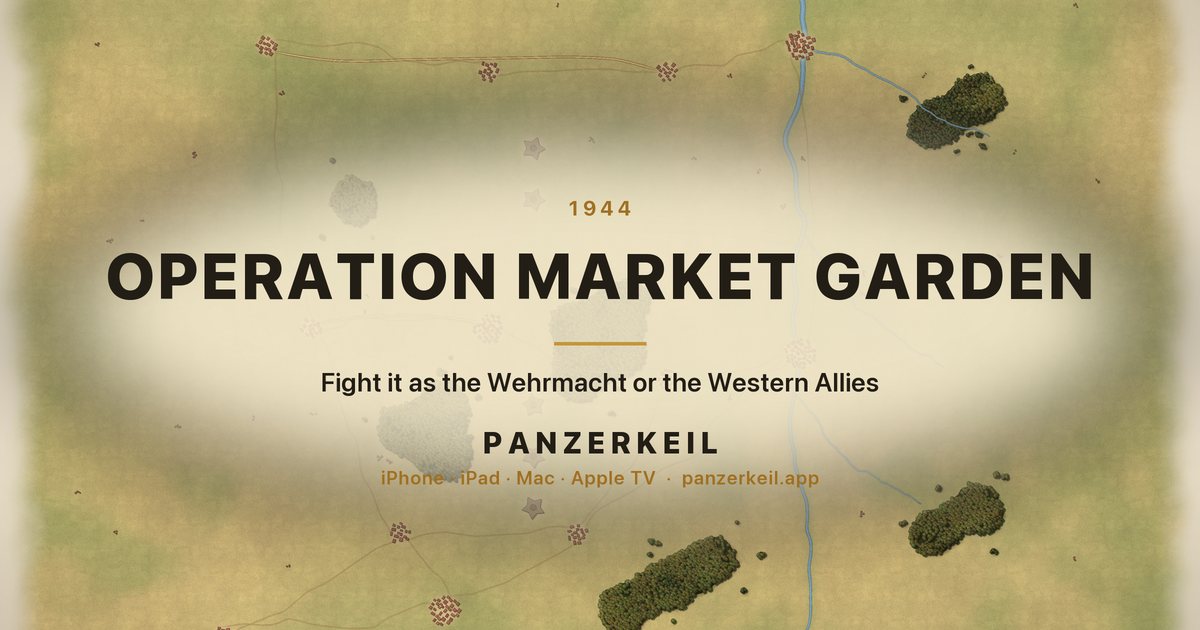 1944
OPERATION MARKET GARDEN
Fight it as the Wehrmacht or the Western Allies
PANZERKEIL
iPhone · iPad · Mac · Apple TV · panzerkeil.app